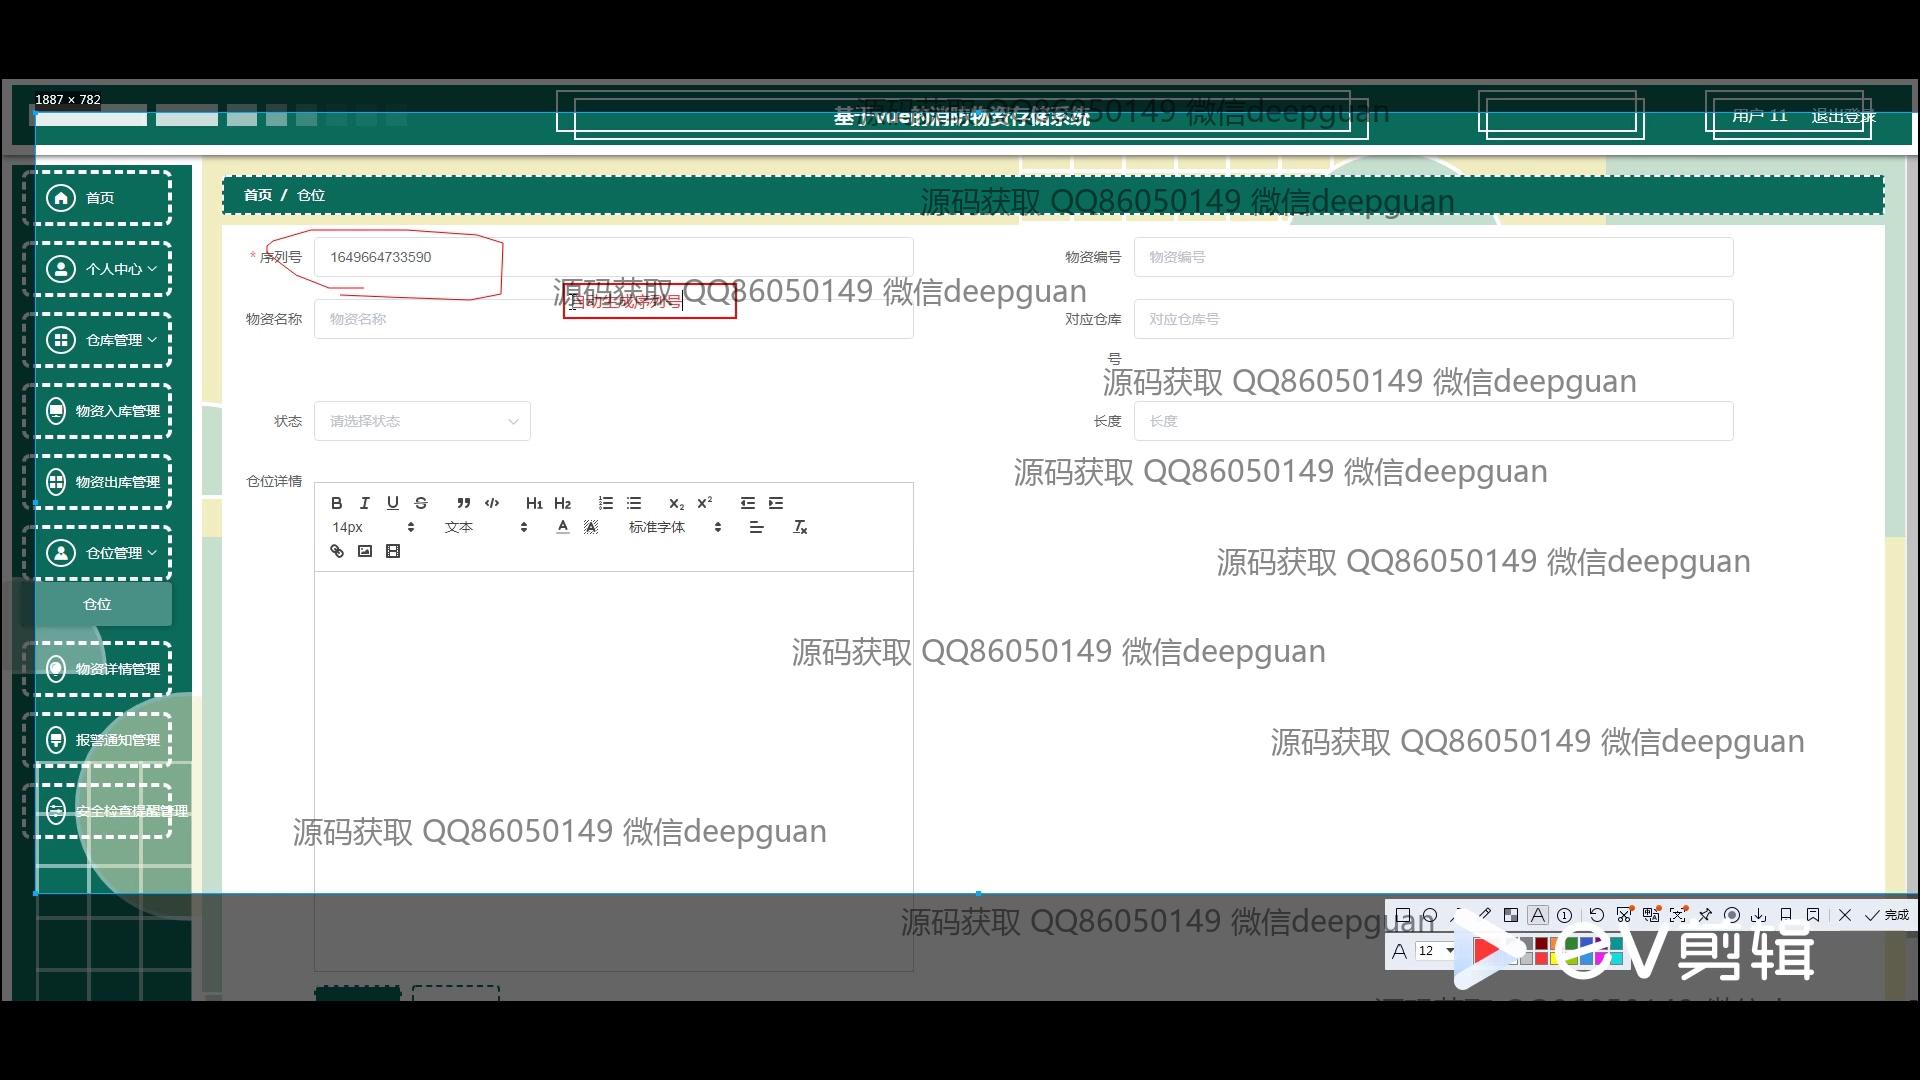 1887 × 782
基于vue的消防物资存储系统
源码获取 QQ86050149 微信deepguan
用户 11
退出登录
首页
首页 / 仓位
源码获取 QQ86050149 微信deepguan
个人中心
* 序列号
1649664733590
物资编号
物资编号
源码获取 QQ86050149 微信deepguan
自动生成序列号
仓库管理
物资名称
物资名称
对应仓库号
对应仓库号
源码获取 QQ86050149 微信deepguan
物资入库管理
状态
请选择状态
长度
长度
源码获取 QQ86050149 微信deepguan
物资出库管理
仓位详情
B I U S H1 H2 X2 X2
14px 文本 A A 标准字体
仓位管理
源码获取 QQ86050149 微信deepguan
仓位
源码获取 QQ86050149 微信deepguan
物资详情管理
报警通知管理
源码获取 QQ86050149 微信deepguan
安全检查提醒管理
源码获取 QQ86050149 微信deepguan
源码获取 QQ86050149 微信deepguan
完成
A 12
eV剪辑